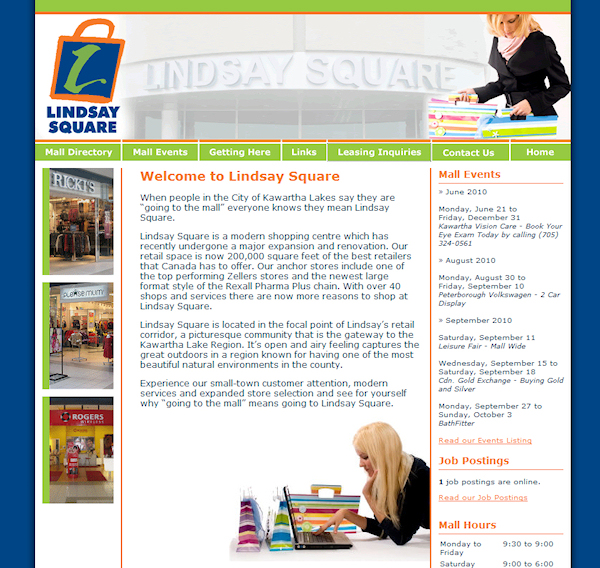 LINDSAY SQUARE
LINDSAY
SQUARE
Mall Directory
Mall Events
Getting Here
Links
Leasing Inquiries
Contact Us
Home
RICKI'S
please mum
ROGERS
WIRELESS
Welcome to Lindsay Square
When people in the City of Kawartha Lakes say they are
"going to the mall" everyone knows they mean Lindsay
Square.
Lindsay Square is a modern shopping centre which has
recently undergone a major expansion and renovation. Our
retail space is now 200,000 square feet of the best retailers
that Canada has to offer. Our anchor stores include one of
the top performing Zellers stores and the newest large
format style of the Rexall Pharma Plus chain. With over 40
shops and services there are now more reasons to shop at
Lindsay Square.
Lindsay Square is located in the focal point of Lindsay's retail
corridor, a picturesque community that is the gateway to the
Kawartha Lake Region. It's open and airy feeling captures the
great outdoors in a region known for having one of the most
beautiful natural environments in the county.
Experience our small-town customer attention, modern
services and expanded store selection and see for yourself
why "going to the mall" means going to Lindsay Square.
Mall Events
» June 2010
Monday, June 21 to
Friday, December 31
Kawartha Vision Care - Book Your
Eye Exam Today by calling (705)
324-0561
» August 2010
Monday, August 30 to
Friday, September 10
Peterborough Volkswagen - 2 Car
Display
» September 2010
Saturday, September 11
Leisure Fair - Mall Wide
Wednesday, September 15 to
Saturday, September 18
Cdn. Gold Exchange - Buying Gold
and Silver
Monday, September 27 to
Sunday, October 3
BathFitter
Read our Events Listing
Job Postings
1 job postings are online.
Read our Job Postings
Mall Hours
Monday to 9:30 to 9:00
Friday
Saturday 9:00 to 6:00